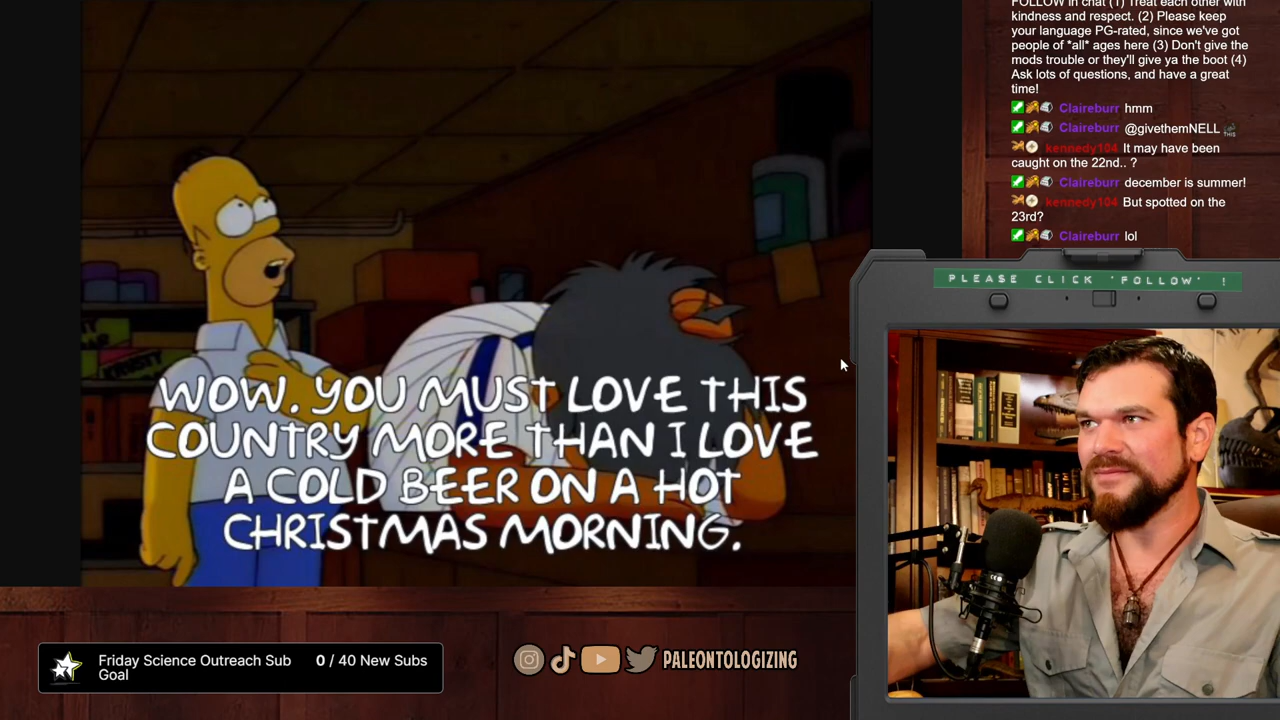 FOLLOW in chat (1) Treat each other with
kindness and respect. (2) Please keep
your language PG-rated, since we've got
people of *all* ages here (3) Don't give the
mods trouble or they'll give ya the boot (4)
Ask lots of questions, and have a great
time!
Claireburr hmm
Claireburr @givethemNELL THIS
kennedy104 It may have been
caught on the 22nd.. ?
Claireburr december is summer!
kennedy104 But spotted on the
23rd?
Claireburr lol
PLEASE CLICK 'FOLLOW' !
KRUSTY
WOW. YOU MUST LOVE THIS
COUNTRY MORE THAN I LOVE
A COLD BEER ON A HOT
CHRISTMAS MORNING.
7
Friday Science Outreach Sub
Goal
0 / 40 New Subs
PALEONTOLOGIZING